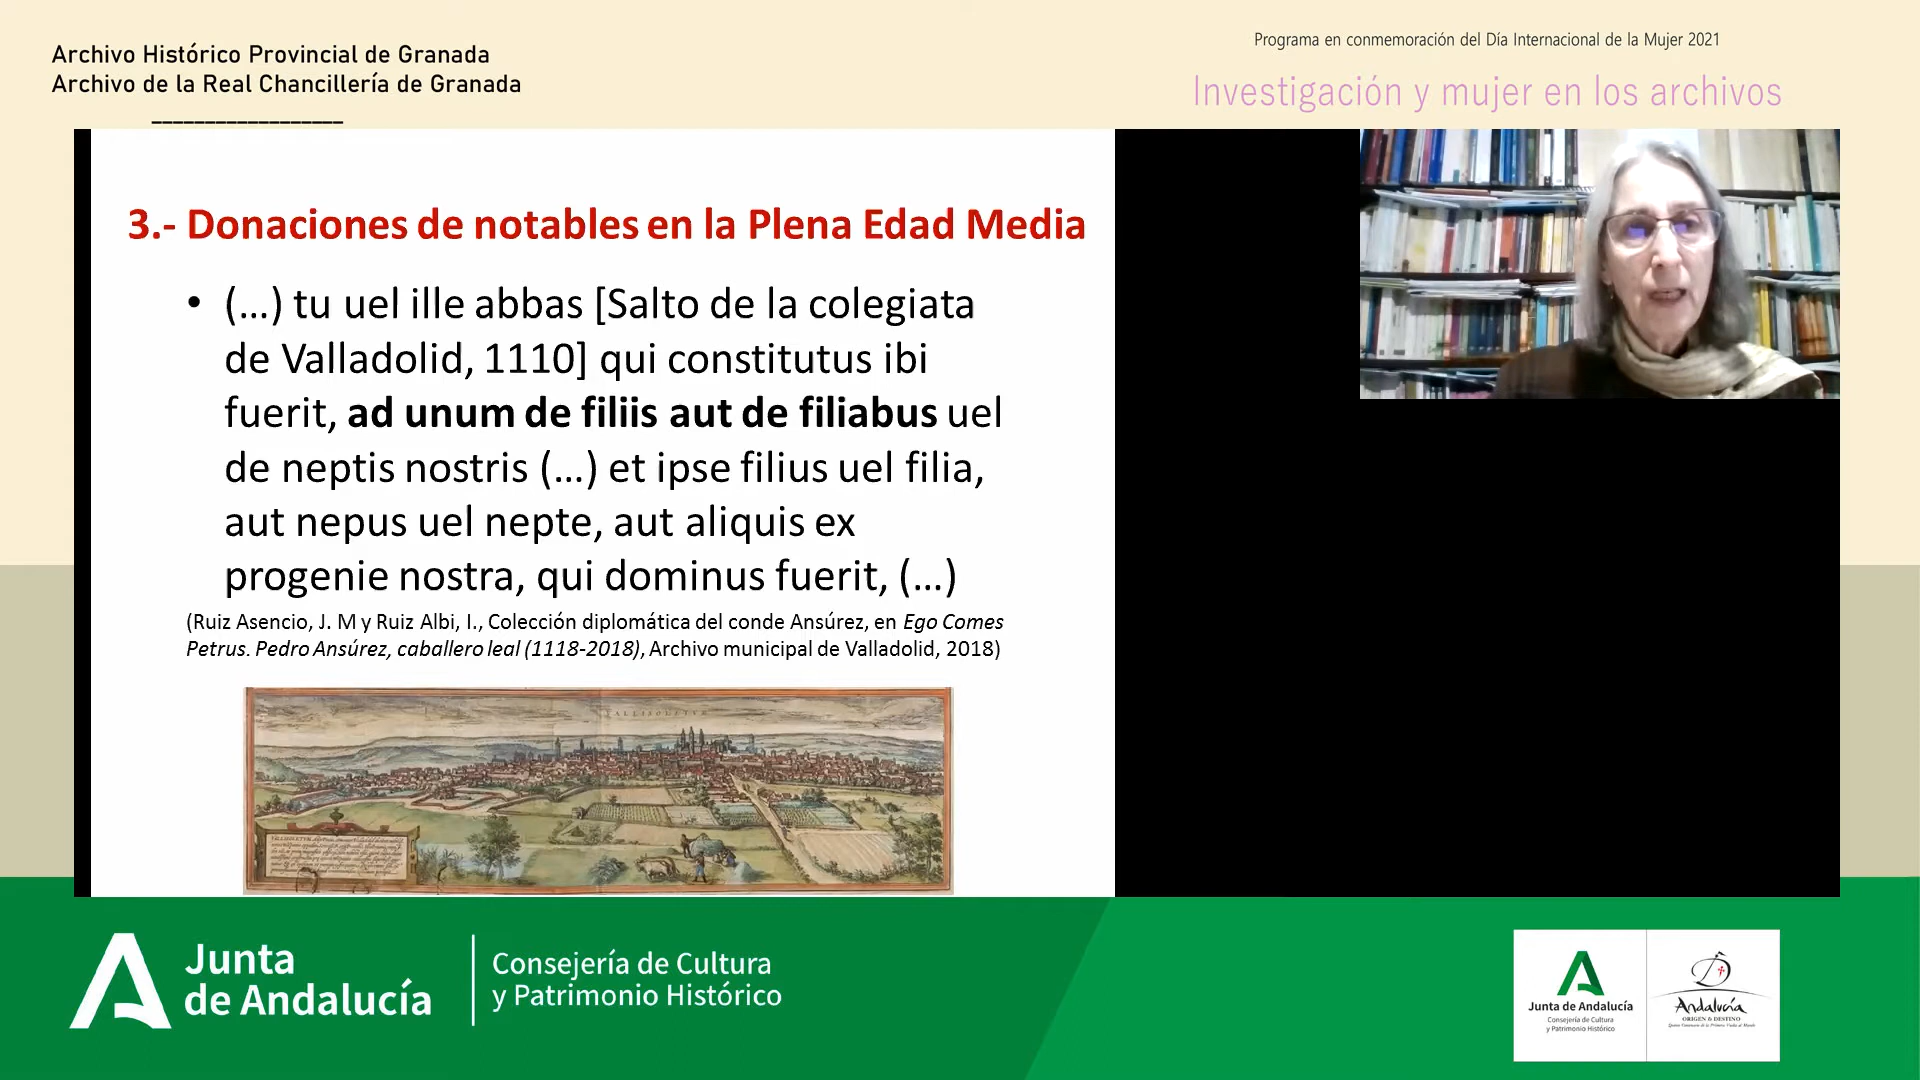 Archivo Histórico Provincial de Granada
Archivo de la Real Chancillería de Granada
Programa en conmemoración del Día Internacional de la Mujer 2021
Investigación y mujer en los archivos
3.- Donaciones de notables en la Plena Edad Media
• (...) tu uel ille abbas [Salto de la colegiata
de Valladolid, 1110] qui constitutus ibi
fuerit, ad unum de filiis aut de filiabus uel
de neptis nostris (...) et ipse filius uel filia,
aut nepus uel nepte, aut aliquis ex
progenie nostra, qui dominus fuerit, (...)
(Ruiz Asencio, J. M y Ruiz Albi, I., Colección diplomática del conde Ansúrez, en Ego Comes
Petrus. Pedro Ansúrez, caballero leal (1118-2018), Archivo municipal de Valladolid, 2018)
Junta
de Andalucía
Consejería de Cultura
y Patrimonio Histórico
Junta de Andalucía
Consejería de Cultura
y Patrimonio Histórico
Andalucía
ORIGEN & DESTINO